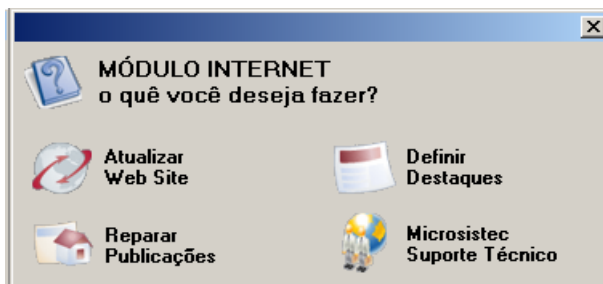 MÓDULO INTERNET
o quê você deseja fazer?
Atualizar
Web Site
Definir
Destaques
Reparar
Publicações
Microsistec
Suporte Técnico